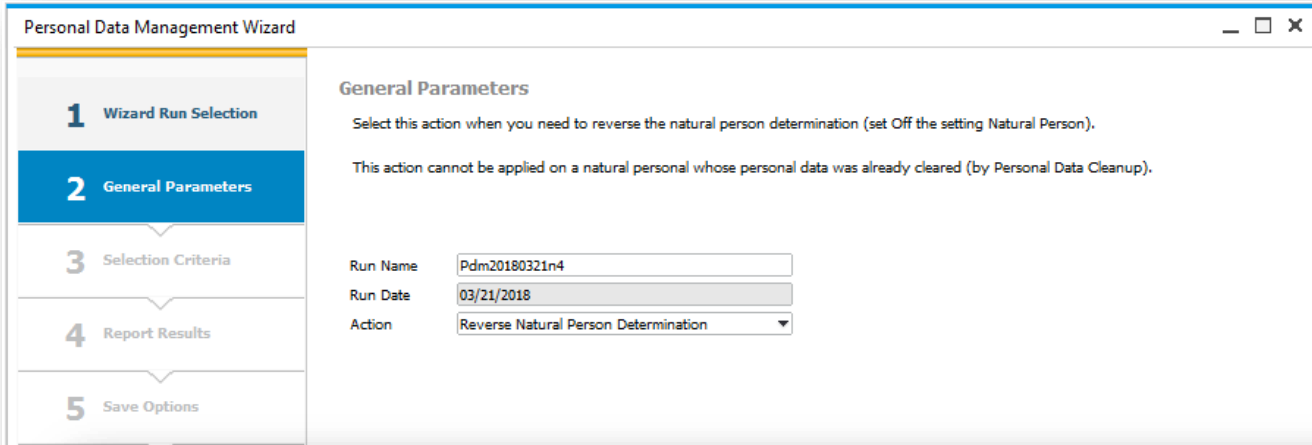 Personal Data Management Wizard
1 Wizard Run Selection
2 General Parameters
3 Selection Criteria
4 Report Results
5 Save Options
General Parameters
Select this action when you need to reverse the natural person determination (set Off the setting Natural Person).
This action cannot be applied on a natural personal whose personal data was already cleared (by Personal Data Cleanup).
Run Name Pdm20180321n4
Run Date 03/21/2018
Action Reverse Natural Person Determination